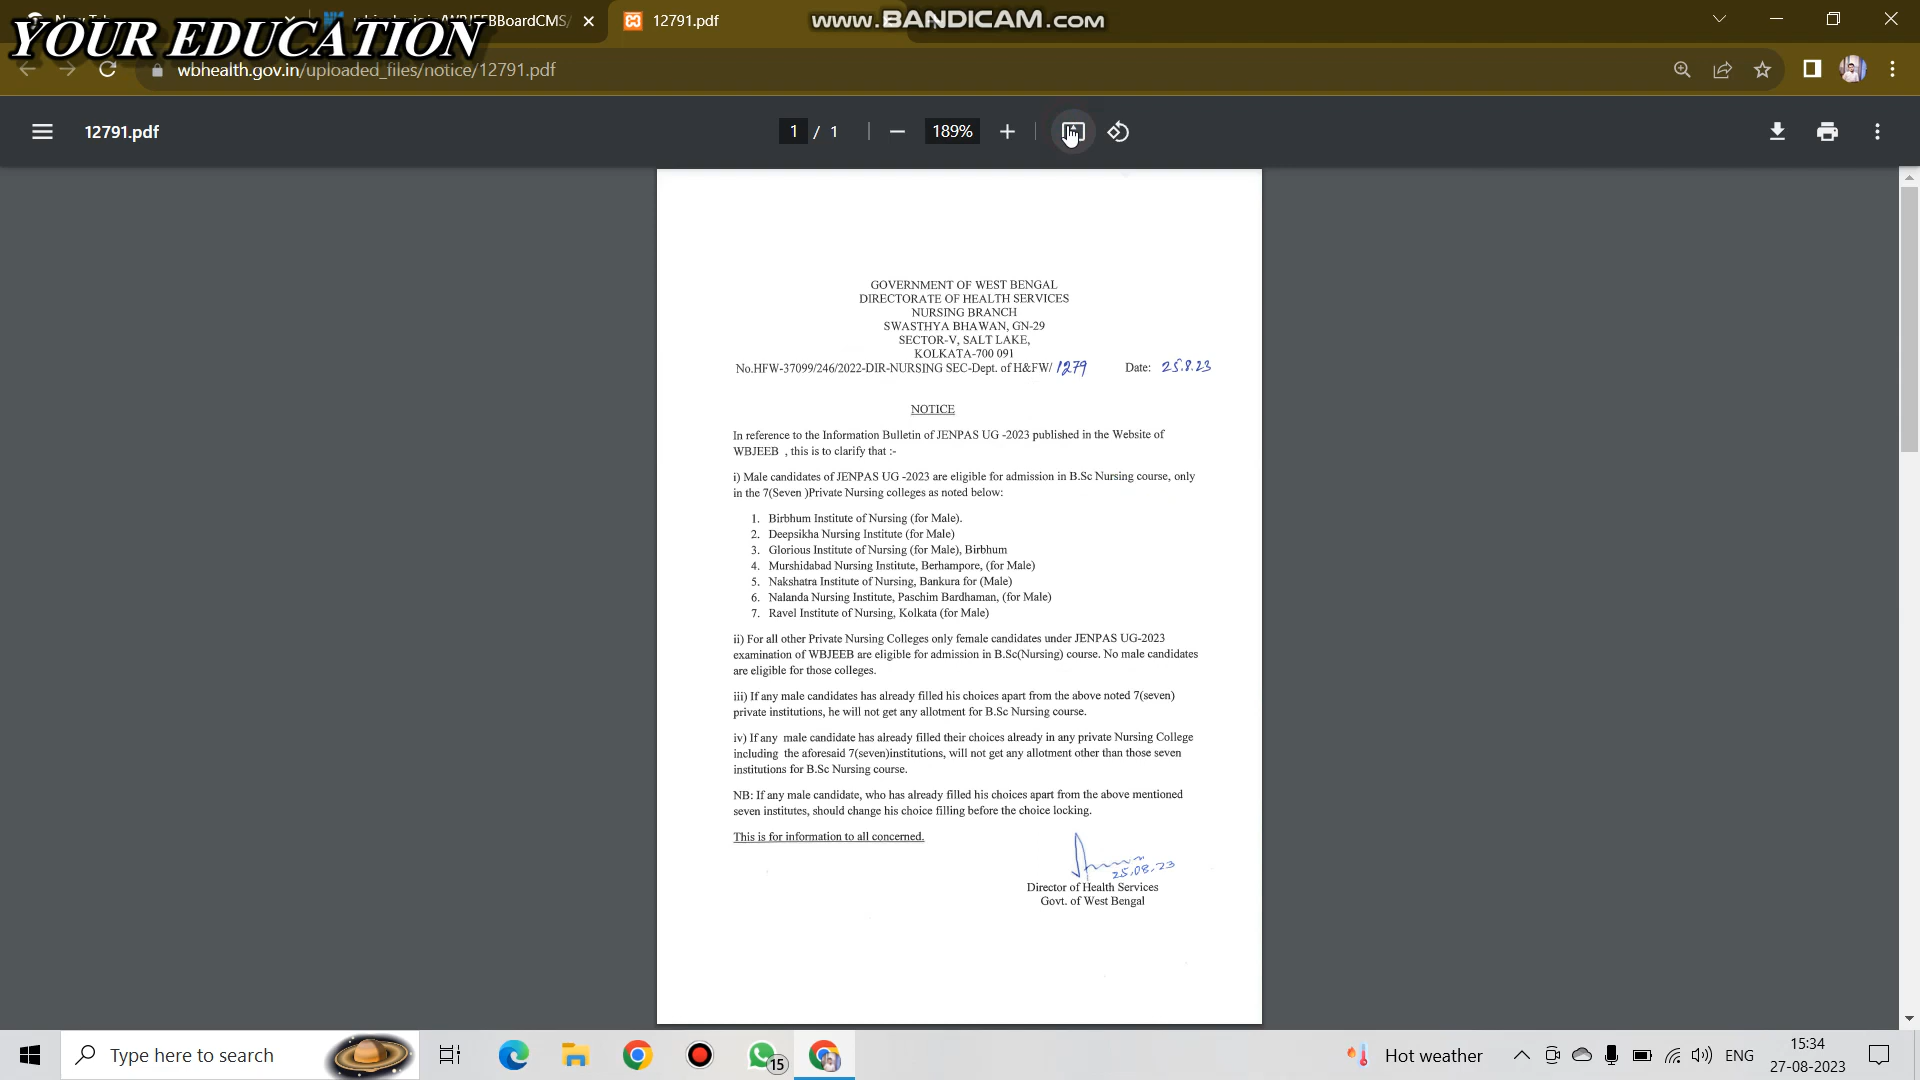 YOUR EDUCATION
BBoardCMS/
12791.pdf
www.BANDICAM.com
wbhealth.gov.in/uploaded_files/notice/12791.pdf
12791.pdf
1 / 1
189%
GOVERNMENT OF WEST BENGAL
DIRECTORATE OF HEALTH SERVICES
NURSING BRANCH
SWASTHYA BHAWAN, GN-29
SECTOR-V, SALT LAKE,
KOLKATA-700 091
No.HFW-37099/246/2022-DIR-NURSING SEC-Dept. of H&FW/ 1279 Date: 25.8.23
NOTICE
In reference to the Information Bulletin of JENPAS UG -2023 published in the Website of
WBJEEB , this is to clarify that :-
i) Male candidates of JENPAS UG -2023 are eligible for admission in B.Sc Nursing course, only
in the 7(Seven )Private Nursing colleges as noted below:
1. Birbhum Institute of Nursing (for Male).
2. Deepsikha Nursing Institute (for Male)
3. Glorious Institute of Nursing (for Male), Birbhum
4. Murshidabad Nursing Institute, Berhampore, (for Male)
5. Nakshatra Institute of Nursing, Bankura for (Male)
6. Nalanda Nursing Institute, Paschim Bardhaman, (for Male)
7. Ravel Institute of Nursing, Kolkata (for Male)
ii) For all other Private Nursing Colleges only female candidates under JENPAS UG-2023
examination of WBJEEB are eligible for admission in B.Sc(Nursing) course. No male candidates
are eligible for those colleges.
iii) If any male candidates has already filled his choices apart from the above noted 7(seven)
private institutions, he will not get any allotment for B.Sc Nursing course.
iv) If any male candidate has already filled their choices already in any private Nursing College
including the aforesaid 7(seven)institutions, will not get any allotment other than those seven
institutions for B.Sc Nursing course.
NB: If any male candidate, who has already filled his choices apart from the above mentioned
seven institutes, should change his choice filling before the choice locking.
This is for information to all concerned.
25.08.23
Director of Health Services
Govt. of West Bengal
Type here to search
15
Hot weather
ENG
15:34
27-08-2023